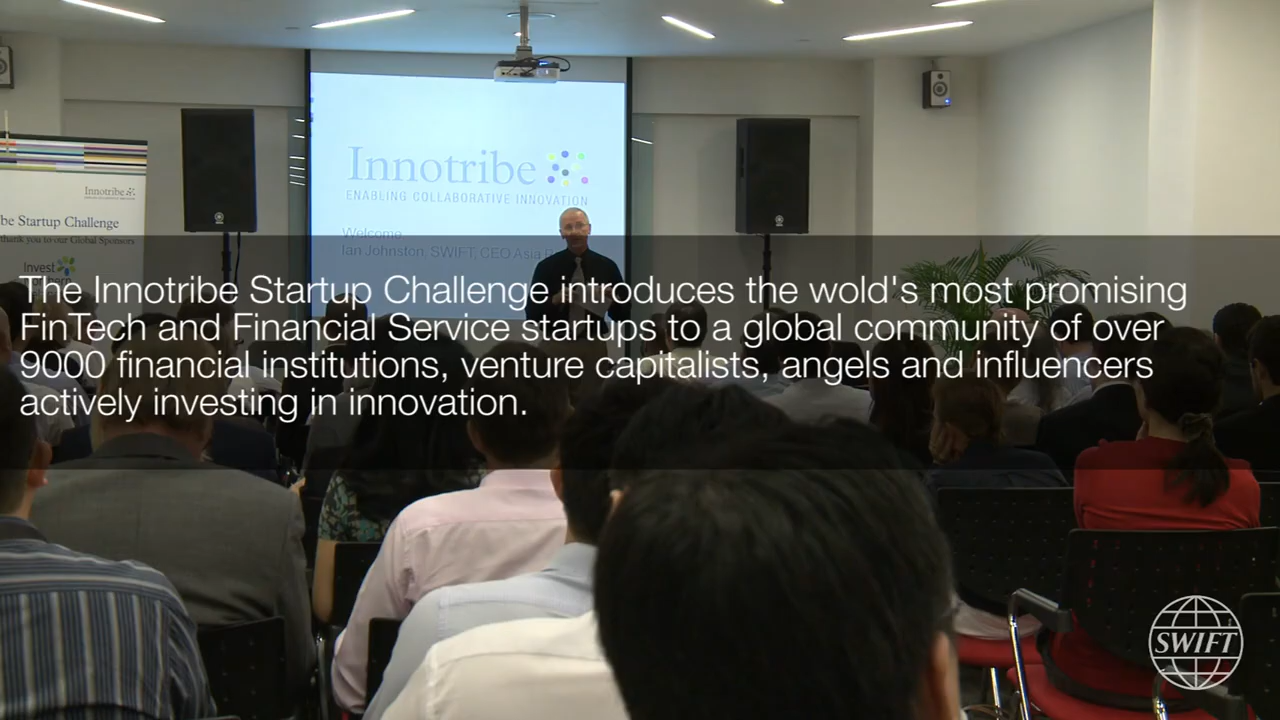 Innotribe
ENABLING COLLABORATIVE INNOVATION
Welcome
Ian Johnston, SWIFT, CEO Asia
Innotribe
be Startup Challenge
thank you to our Global Sponsors
Invest
The Innotribe Startup Challenge introduces the wold's most promising
FinTech and Financial Service startups to a global community of over
9000 financial institutions, venture capitalists, angels and influencers
actively investing in innovation.
SWIFT